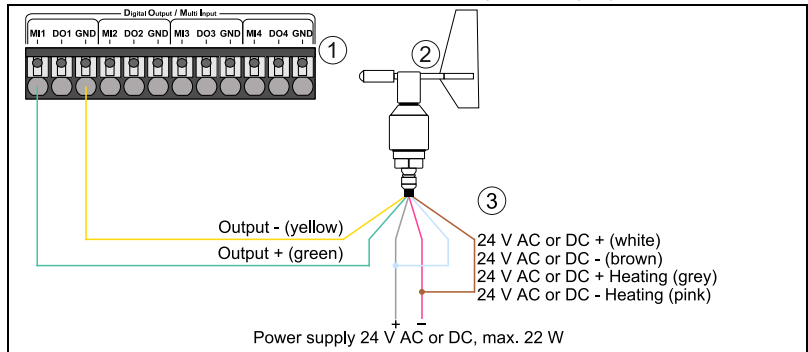 Digital Output / Multi Input
MI1 DO1 GND MI2 DO2 GND MI3 DO3 GND MI4 DO4 GND
1
2
3
Output - (yellow)
Output + (green)
24 V AC or DC + (white)
24 V AC or DC - (brown)
24 V AC or DC + Heating (grey)
24 V AC or DC - Heating (pink)
+ −
Power supply 24 V AC or DC, max. 22 W